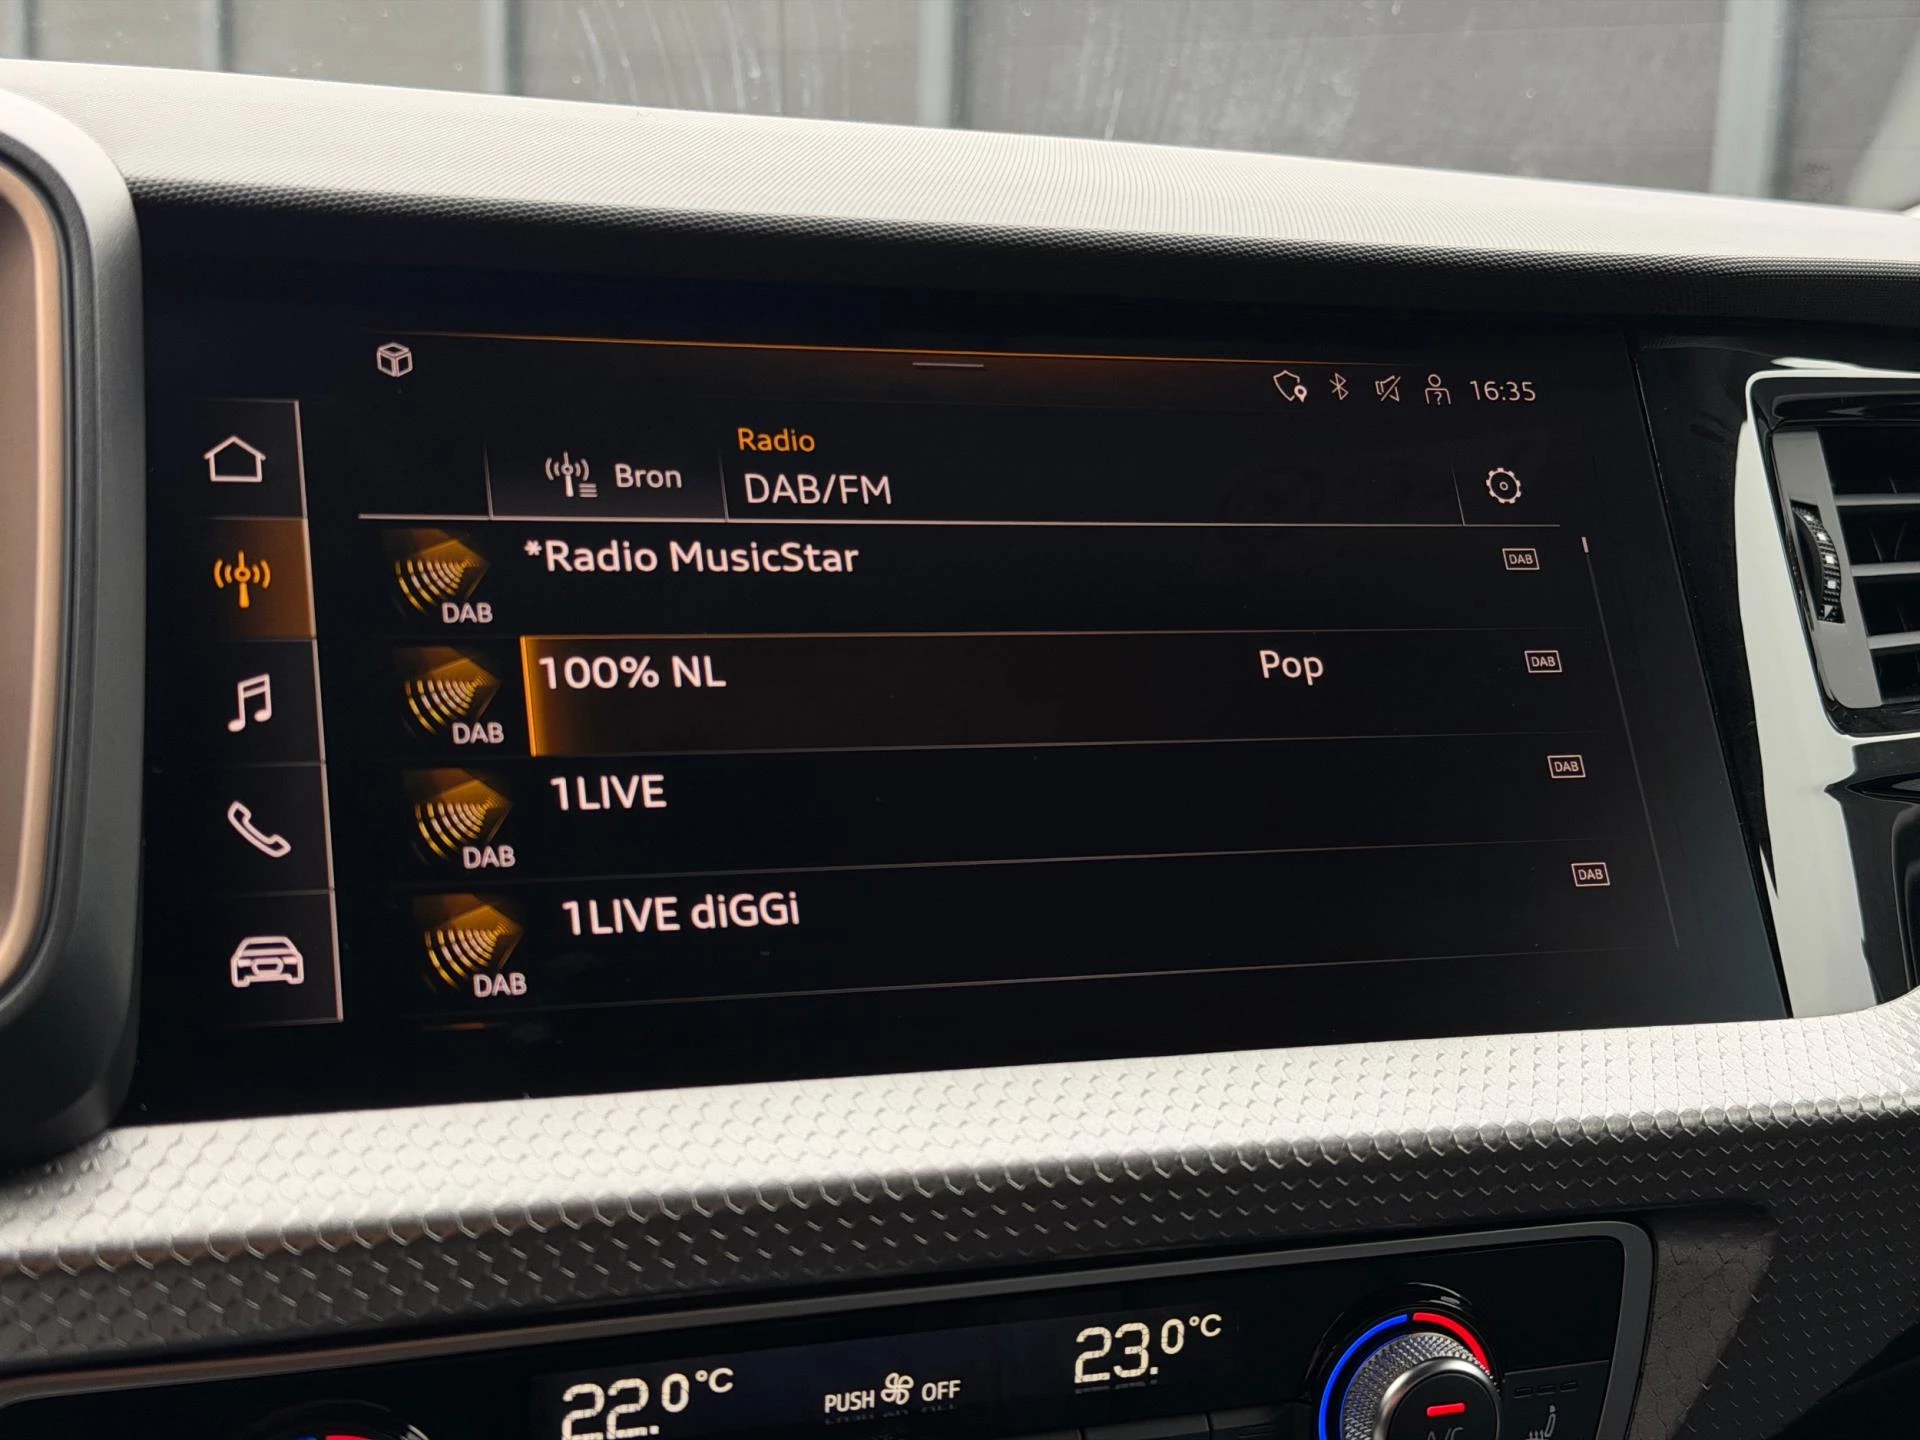 16:35
Bron
Radio
DAB/FM
*Radio MusicStar
DAB
DAB
100% NL
Pop
DAB
DAB
1LIVE
DAB
DAB
1LIVE diGGi
DAB
DAB
22.0°C
PUSH OFF
23.0°C
A/C